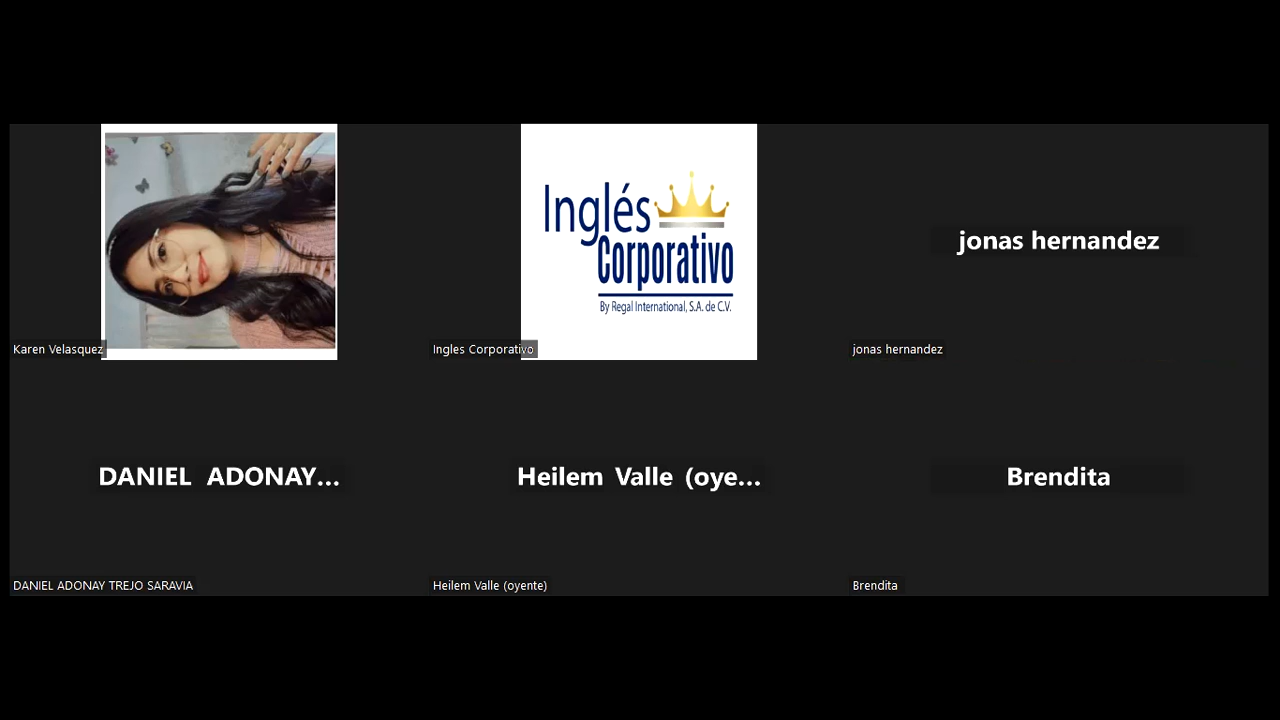 Inglés
Corporativo
By Regal International, S.A. de C.V.
jonas hernandez
Karen Velasquez
Ingles Corporativo
jonas hernandez
DANIEL ADONAY...
Heilem Valle (oye...
Brendita
DANIEL ADONAY TREJO SARAVIA
Heilem Valle (oyente)
Brendita